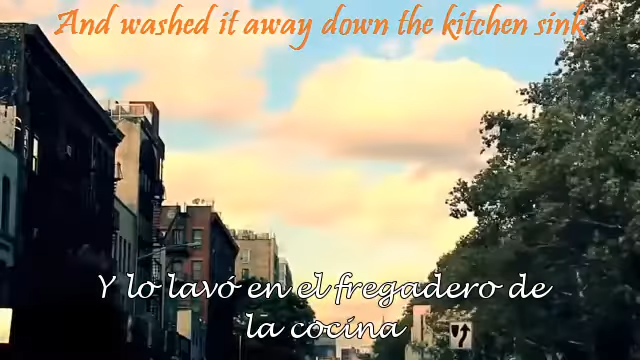 And washed it away down the kitchen sink
Y lo lavó en el fregadero de
la cocina